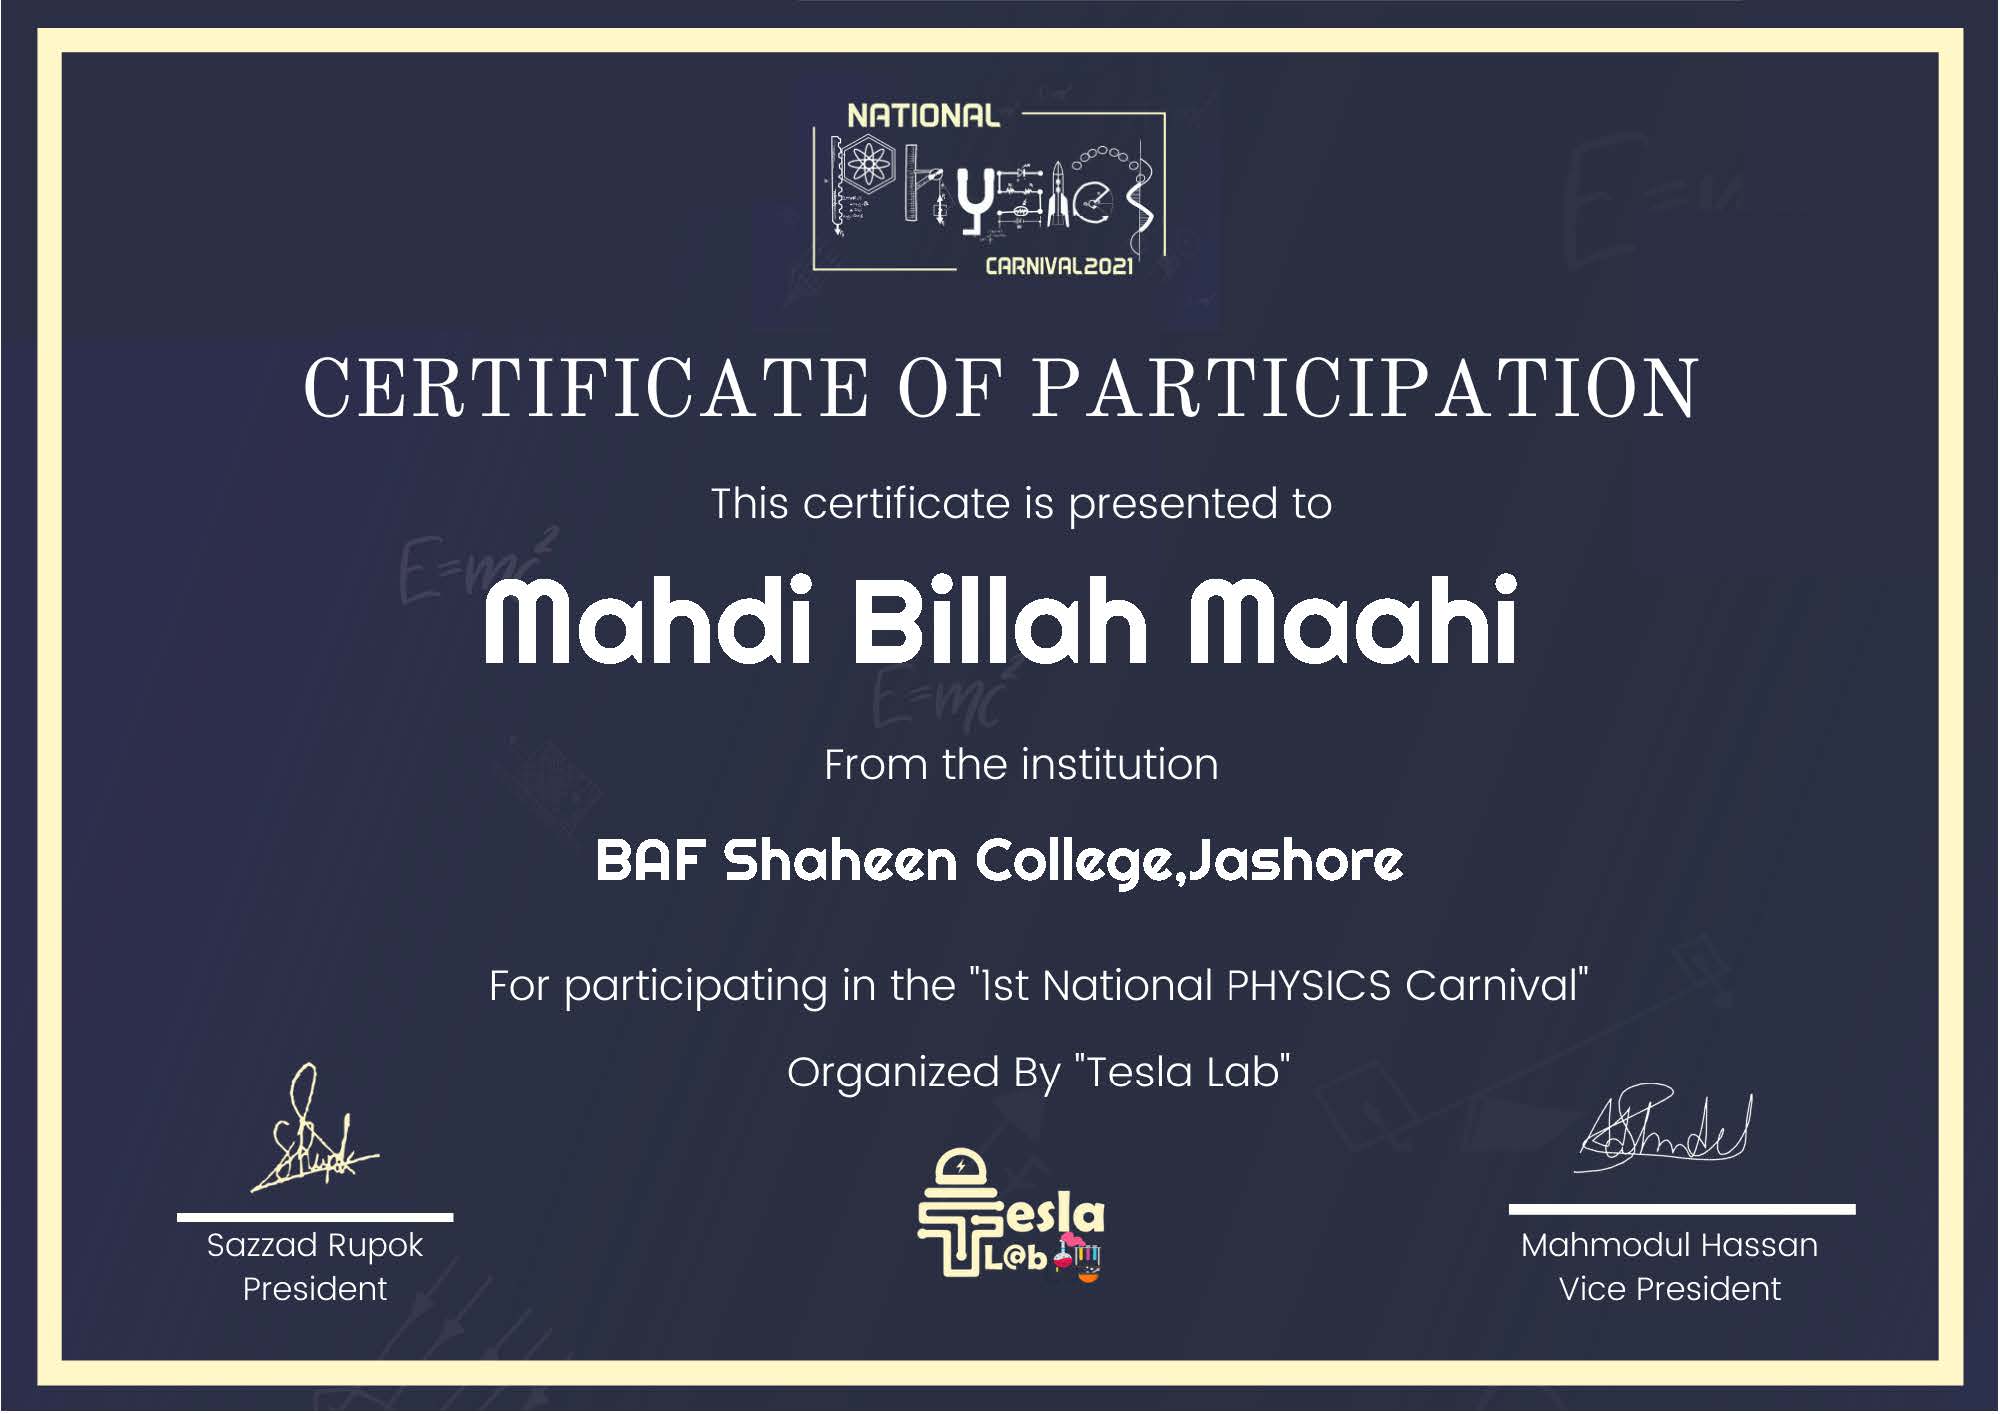 NATIONAL
Physics
CARNIVAL2021
CERTIFICATE OF PARTICIPATION
This certificate is presented to
E=mc²
Mahdi Billah Maahi
E=mc²
From the institution
BAF Shaheen College,Jashore
For participating in the "1st National PHYSICS Carnival"
Organized By "Tesla Lab"
Tesla
L@b
Sazzad Rupok
President
Mahmodul Hassan
Vice President